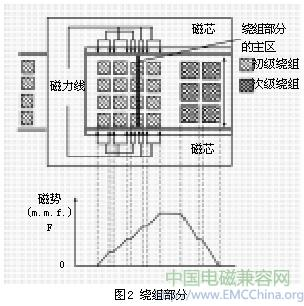 磁芯
绕组部分
的主区
初级绕组
次级绕组
磁力线
磁芯
磁势
(m.m.f.)
F
0
中国电磁兼容网
www.EMCChina.org
图2 绕组部分